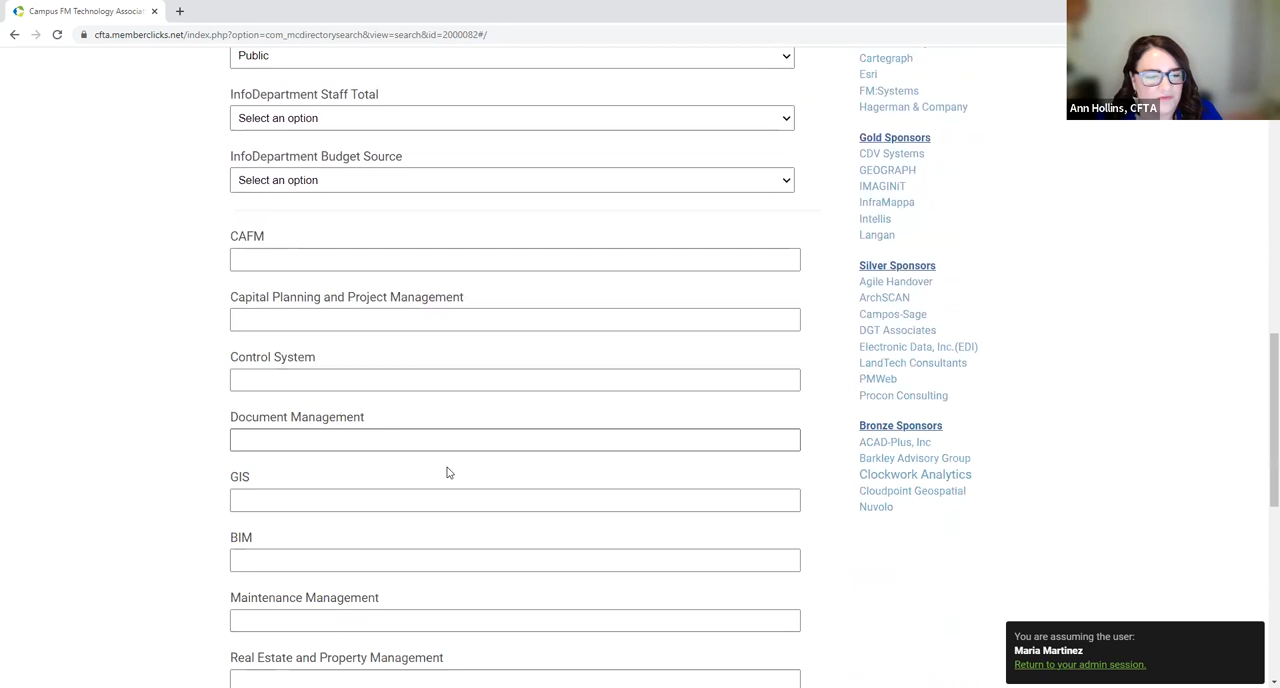 Campus FM Technology Associa
cfta.memberclicks.net/index.php?option=com_mcdirectorysearch&view=search&id=2000082#/
Public
InfoDepartment Staff Total
Select an option
InfoDepartment Budget Source
Select an option
CAFM
Capital Planning and Project Management
Control System
Document Management
GIS
BIM
Maintenance Management
Real Estate and Property Management
Cartegraph
Esri
FM:Systems
Hagerman & Company
Gold Sponsors
CDV Systems
GEOGRAPH
IMAGINiT
InfraMappa
Intellis
Langan
Silver Sponsors
Agile Handover
ArchSCAN
Campos-Sage
DGT Associates
Electronic Data, Inc.(EDI)
LandTech Consultants
PMWeb
Procon Consulting
Bronze Sponsors
ACAD-Plus, Inc
Barkley Advisory Group
Clockwork Analytics
Cloudpoint Geospatial
Nuvolo
Ann Hollins, CFTA
You are assuming the user:
Maria Martinez
Return to your admin session.